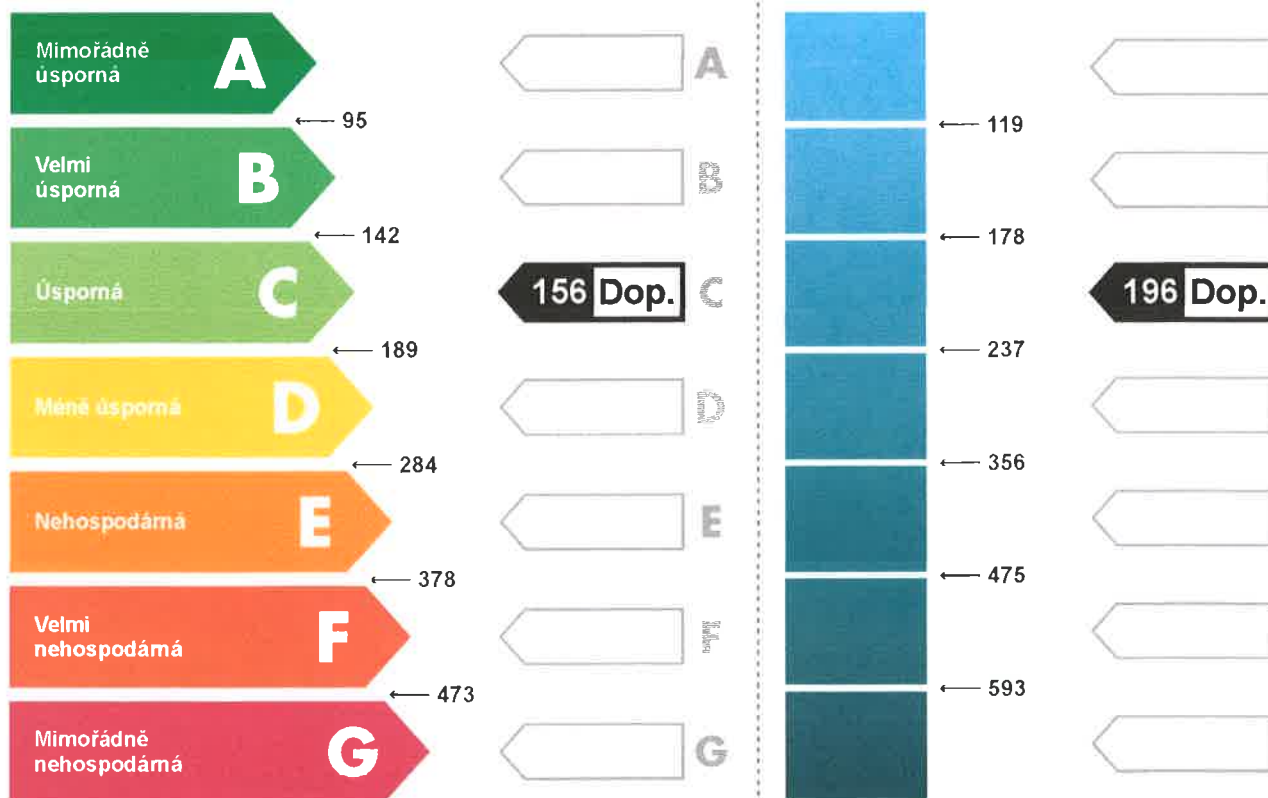 Mimořádně
úsporná
A
A
95
119
Velmi
úsporná
B
B
142
178
Úsporná
C
156 Dop.
C
196 Dop.
189
237
Méně úsporná
D
D
284
356
Nehospodárná
E
E
378
475
Velmi
nehospodárná
F
F
473
593
Mimořádně
nehospodárná
G
G